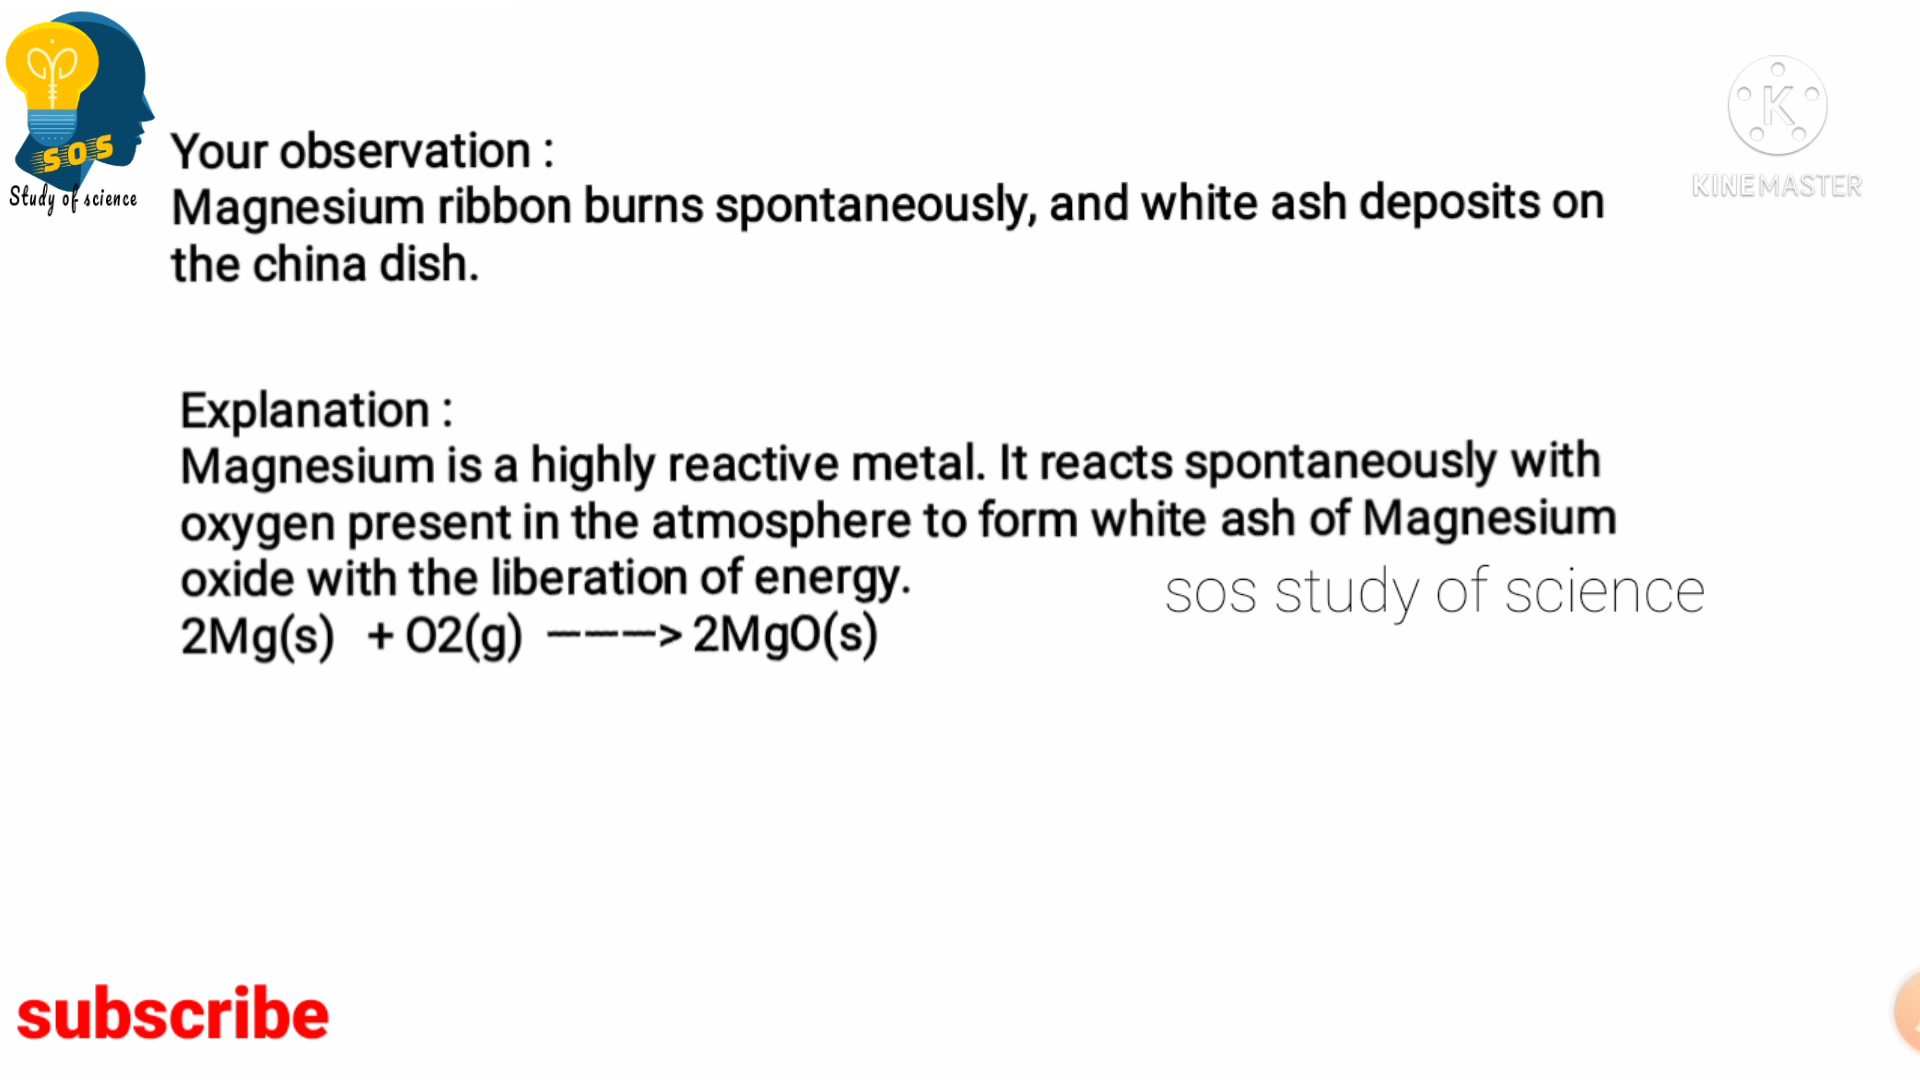 SOS
Study of science
K
KINEMASTER
Your observation :
Magnesium ribbon burns spontaneously, and white ash deposits on
the china dish.
Explanation :
Magnesium is a highly reactive metal. It reacts spontaneously with
oxygen present in the atmosphere to form white ash of Magnesium
oxide with the liberation of energy.
sos study of science
2Mg(s) + O2(g) ———> 2MgO(s)
subscribe